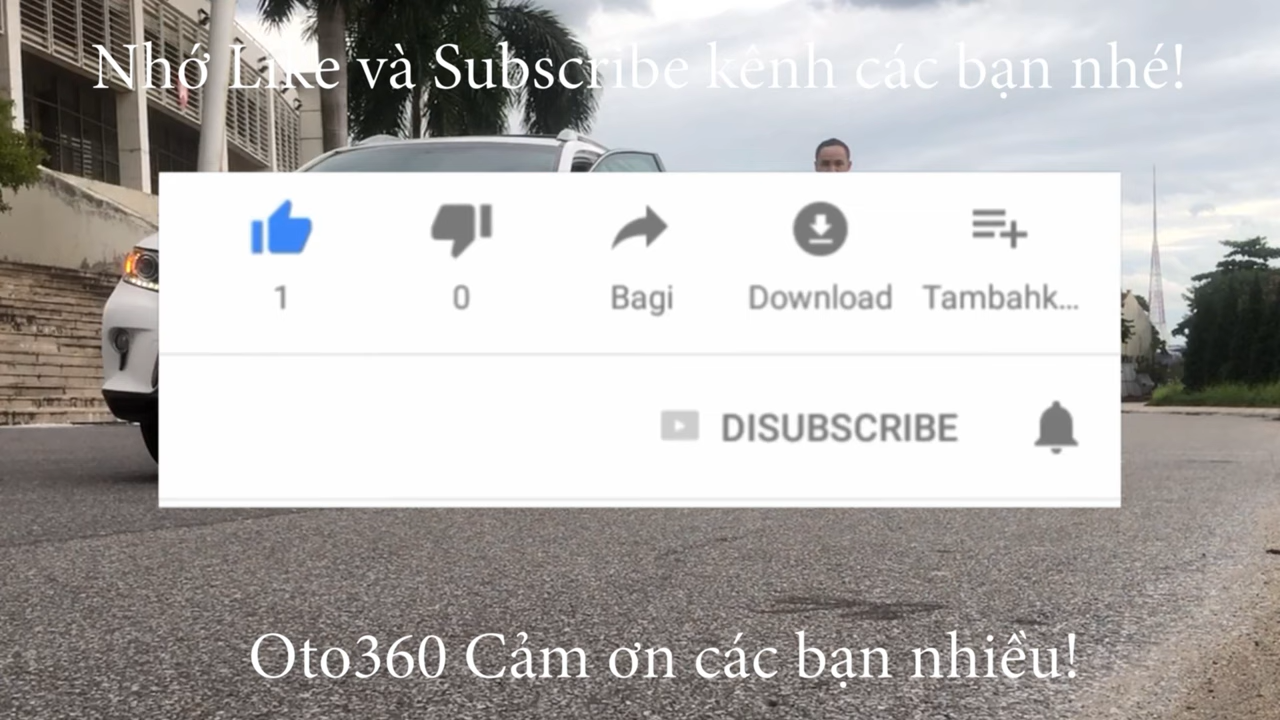 Nhớ Like và Subscribe kênh các bạn nhé!
1
0
Bagi
Download
Tambahk...
DISUBSCRIBE
Oto360 Cảm ơn các bạn nhiều!